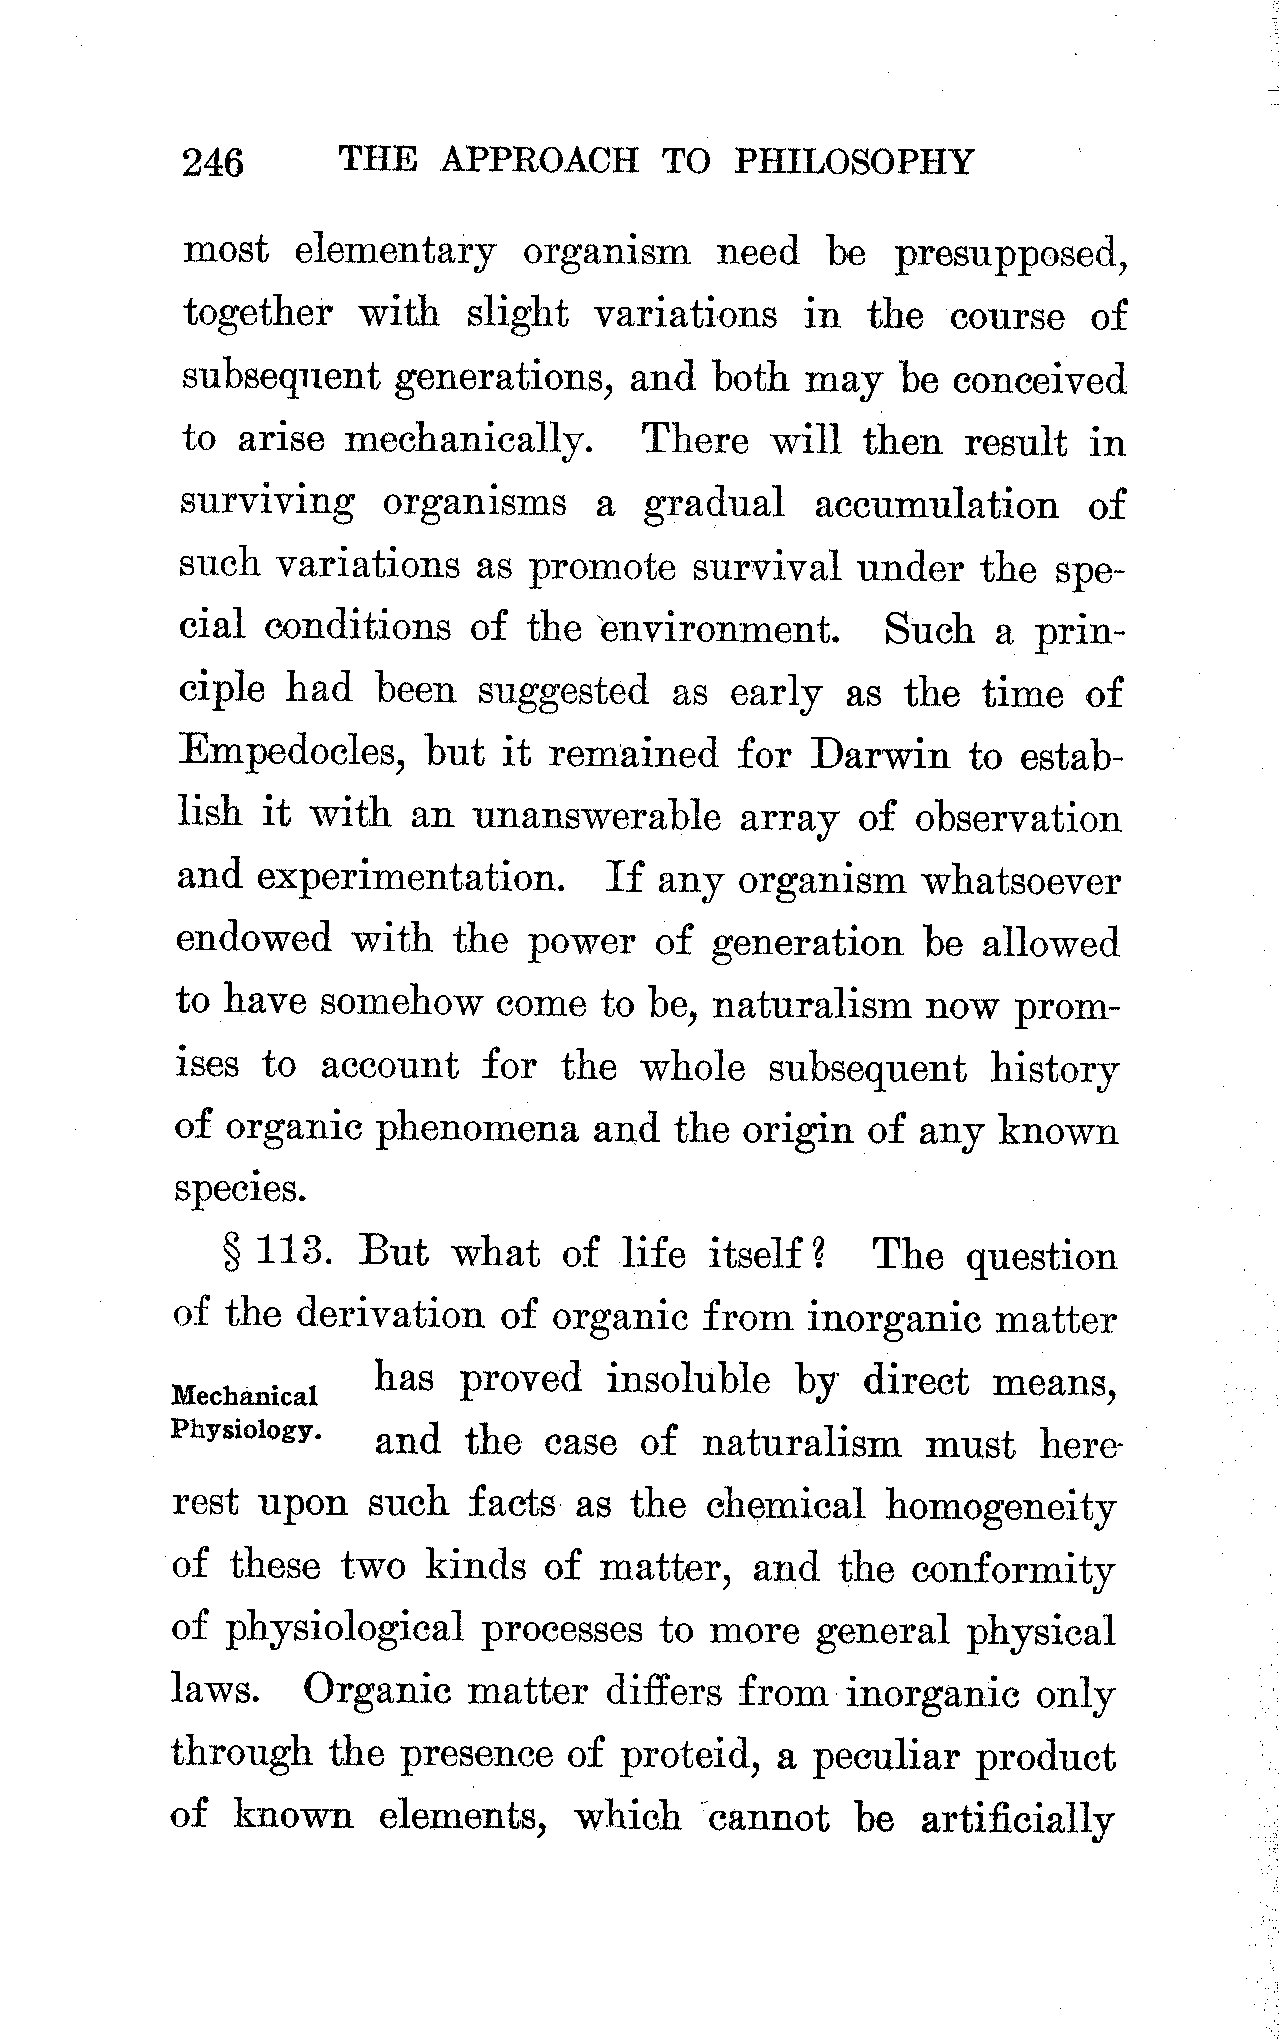 246 THE APPROACH TO PHILOSOPHY
most elementary organism need be presupposed,
together with slight variations in the course of
subsequent generations, and both may be conceived
to arise mechanically. There will then result in
surviving organisms a gradual accumulation of
such variations as promote survival under the spe-
cial conditions of the environment. Such a prin-
ciple had been suggested as early as the time of
Empedocles, but it remained for Darwin to estab-
lish it with an unanswerable array of observation
and experimentation. If any organism whatsoever
endowed with the power of generation be allowed
to have somehow come to be, naturalism now prom-
ises to account for the whole subsequent history
of organic phenomena and the origin of any known
species.
§ 113. But what of life itself? The question
of the derivation of organic from inorganic matter
Mechanical
Physiology.
has proved insoluble by direct means,
and the case of naturalism must here
rest upon such facts as the chemical homogeneity
of these two kinds of matter, and the conformity
of physiological processes to more general physical
laws. Organic matter differs from inorganic only
through the presence of proteid, a peculiar product
of known elements, which cannot be artificially